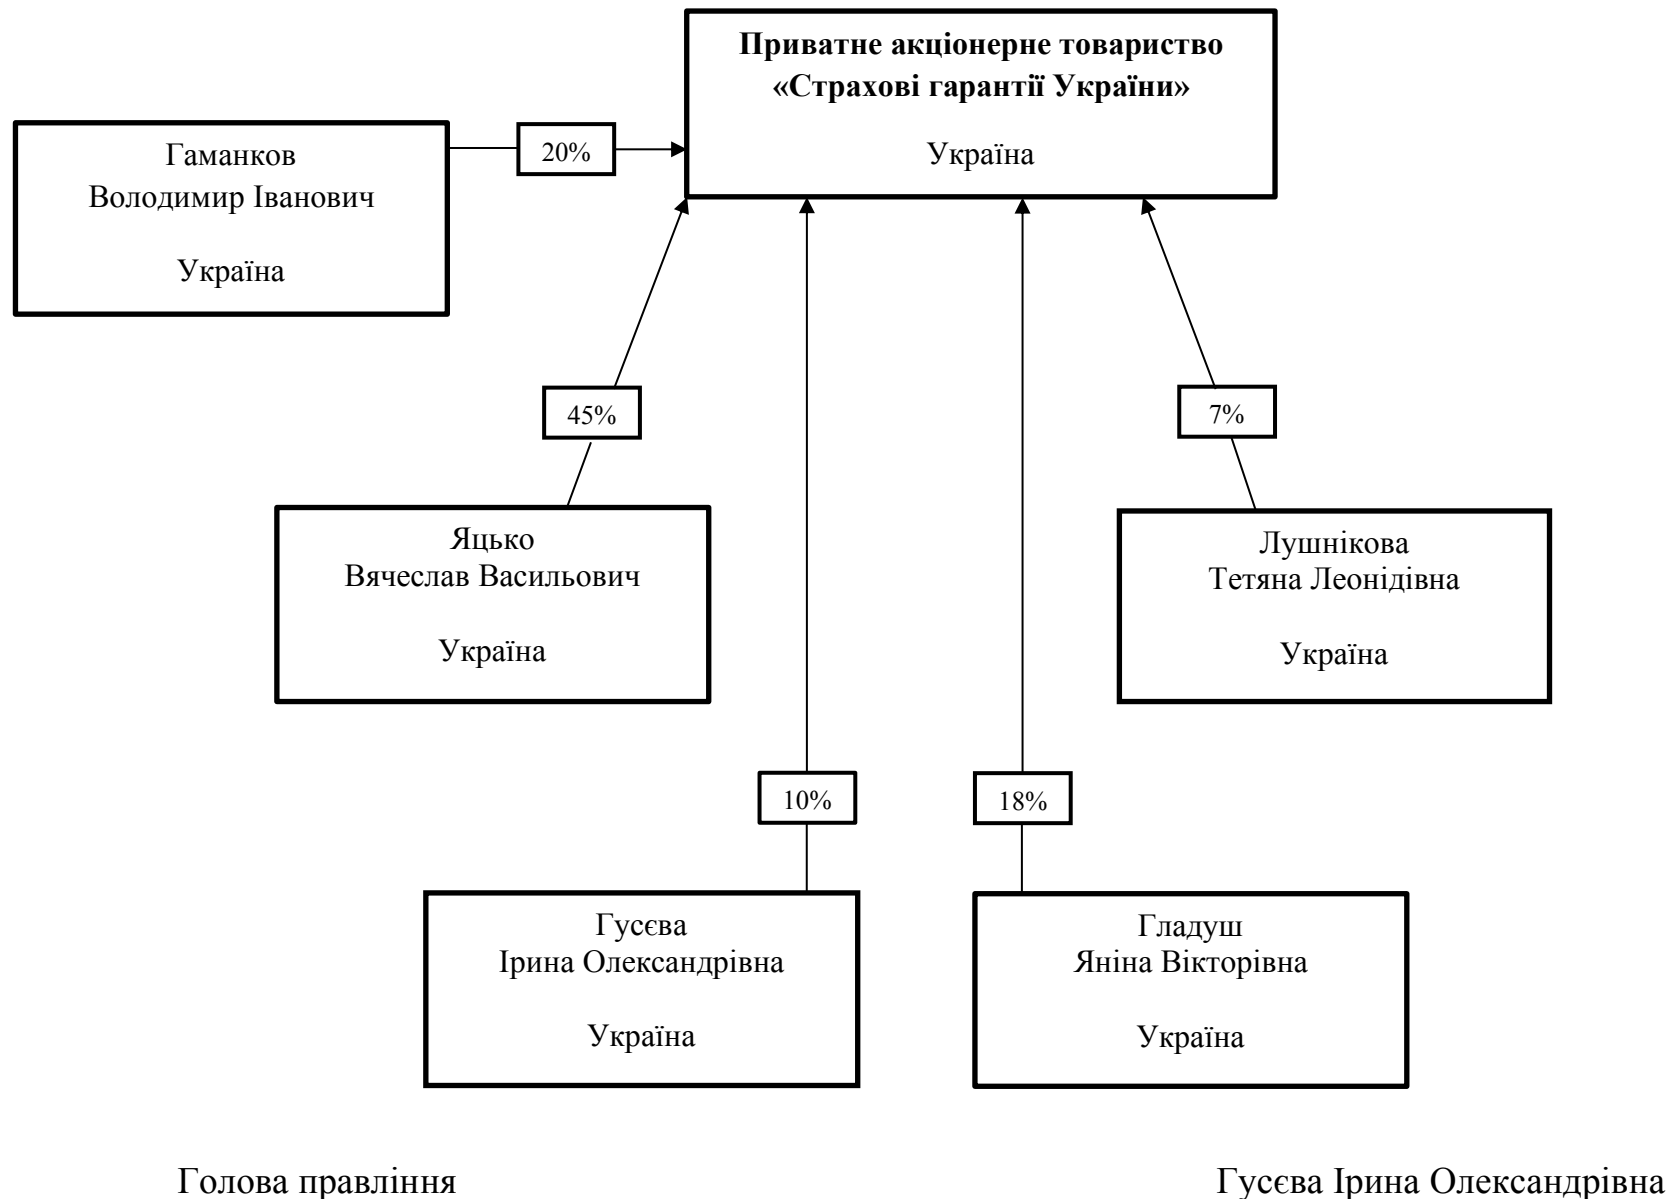 Приватне акціонерне товариство
«Страхові гарантії України»
Україна
Гаманков
Володимир Іванович
Україна
20%
45%
7%
Яцько
Вячеслав Васильович
Україна
Лушнікова
Тетяна Леонідівна
Україна
10%
18%
Гусєва
Ірина Олександрівна
Україна
Гладуш
Яніна Вікторівна
Україна
Голова правління
Гусєва Ірина Олександрівна